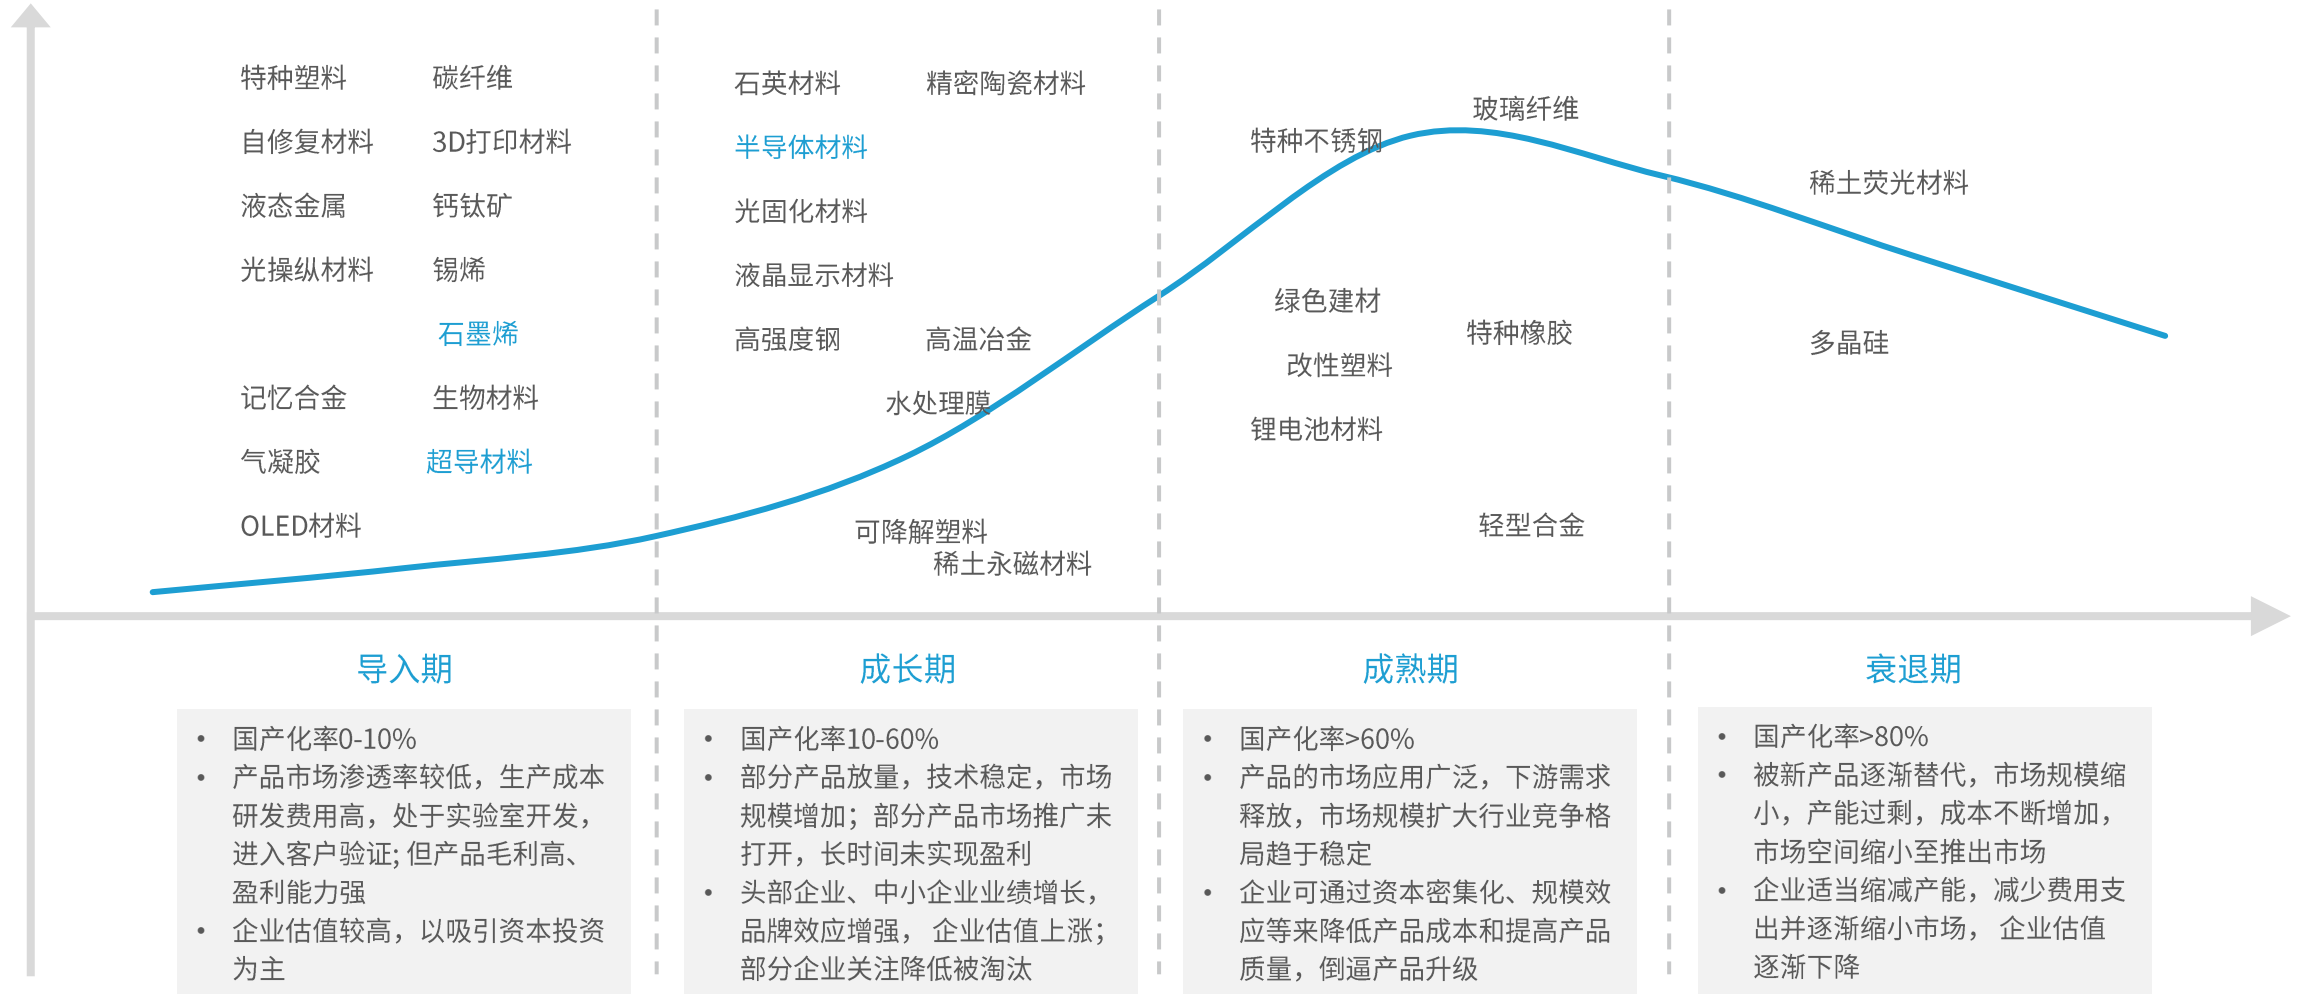 特种塑料
碳纤维
自修复材料
3D打印材料
液态金属
钙钛矿
光操纵材料
锡烯
石墨烯
记忆合金
生物材料
气凝胶
超导材料
OLED材料
石英材料
精密陶瓷材料
半导体材料
光固化材料
液晶显示材料
高强度钢
高温冶金
水处理膜
可降解塑料
稀土永磁材料
玻璃纤维
特种不锈钢
绿色建材
特种橡胶
改性塑料
锂电池材料
轻型合金
稀土荧光材料
多晶硅
导入期
• 国产化率0-10%
• 产品市场渗透率较低，生产成本
研发费用高，处于实验室开发，
进入客户验证; 但产品毛利高、
盈利能力强
• 企业估值较高，以吸引资本投资
为主
成长期
• 国产化率10-60%
• 部分产品放量，技术稳定，市场
规模增加；部分产品市场推广未
打开，长时间未实现盈利
• 头部企业、中小企业业绩增长，
品牌效应增强， 企业估值上涨；
部分企业关注降低被淘汰
成熟期
• 国产化率>60%
• 产品的市场应用广泛，下游需求
释放，市场规模扩大行业竞争格
局趋于稳定
• 企业可通过资本密集化、规模效
应等来降低产品成本和提高产品
质量，倒逼产品升级
衰退期
• 国产化率>80%
• 被新产品逐渐替代，市场规模缩
小，产能过剩，成本不断增加，
市场空间缩小至推出市场
• 企业适当缩减产能，减少费用支
出并逐渐缩小市场， 企业估值
逐渐下降